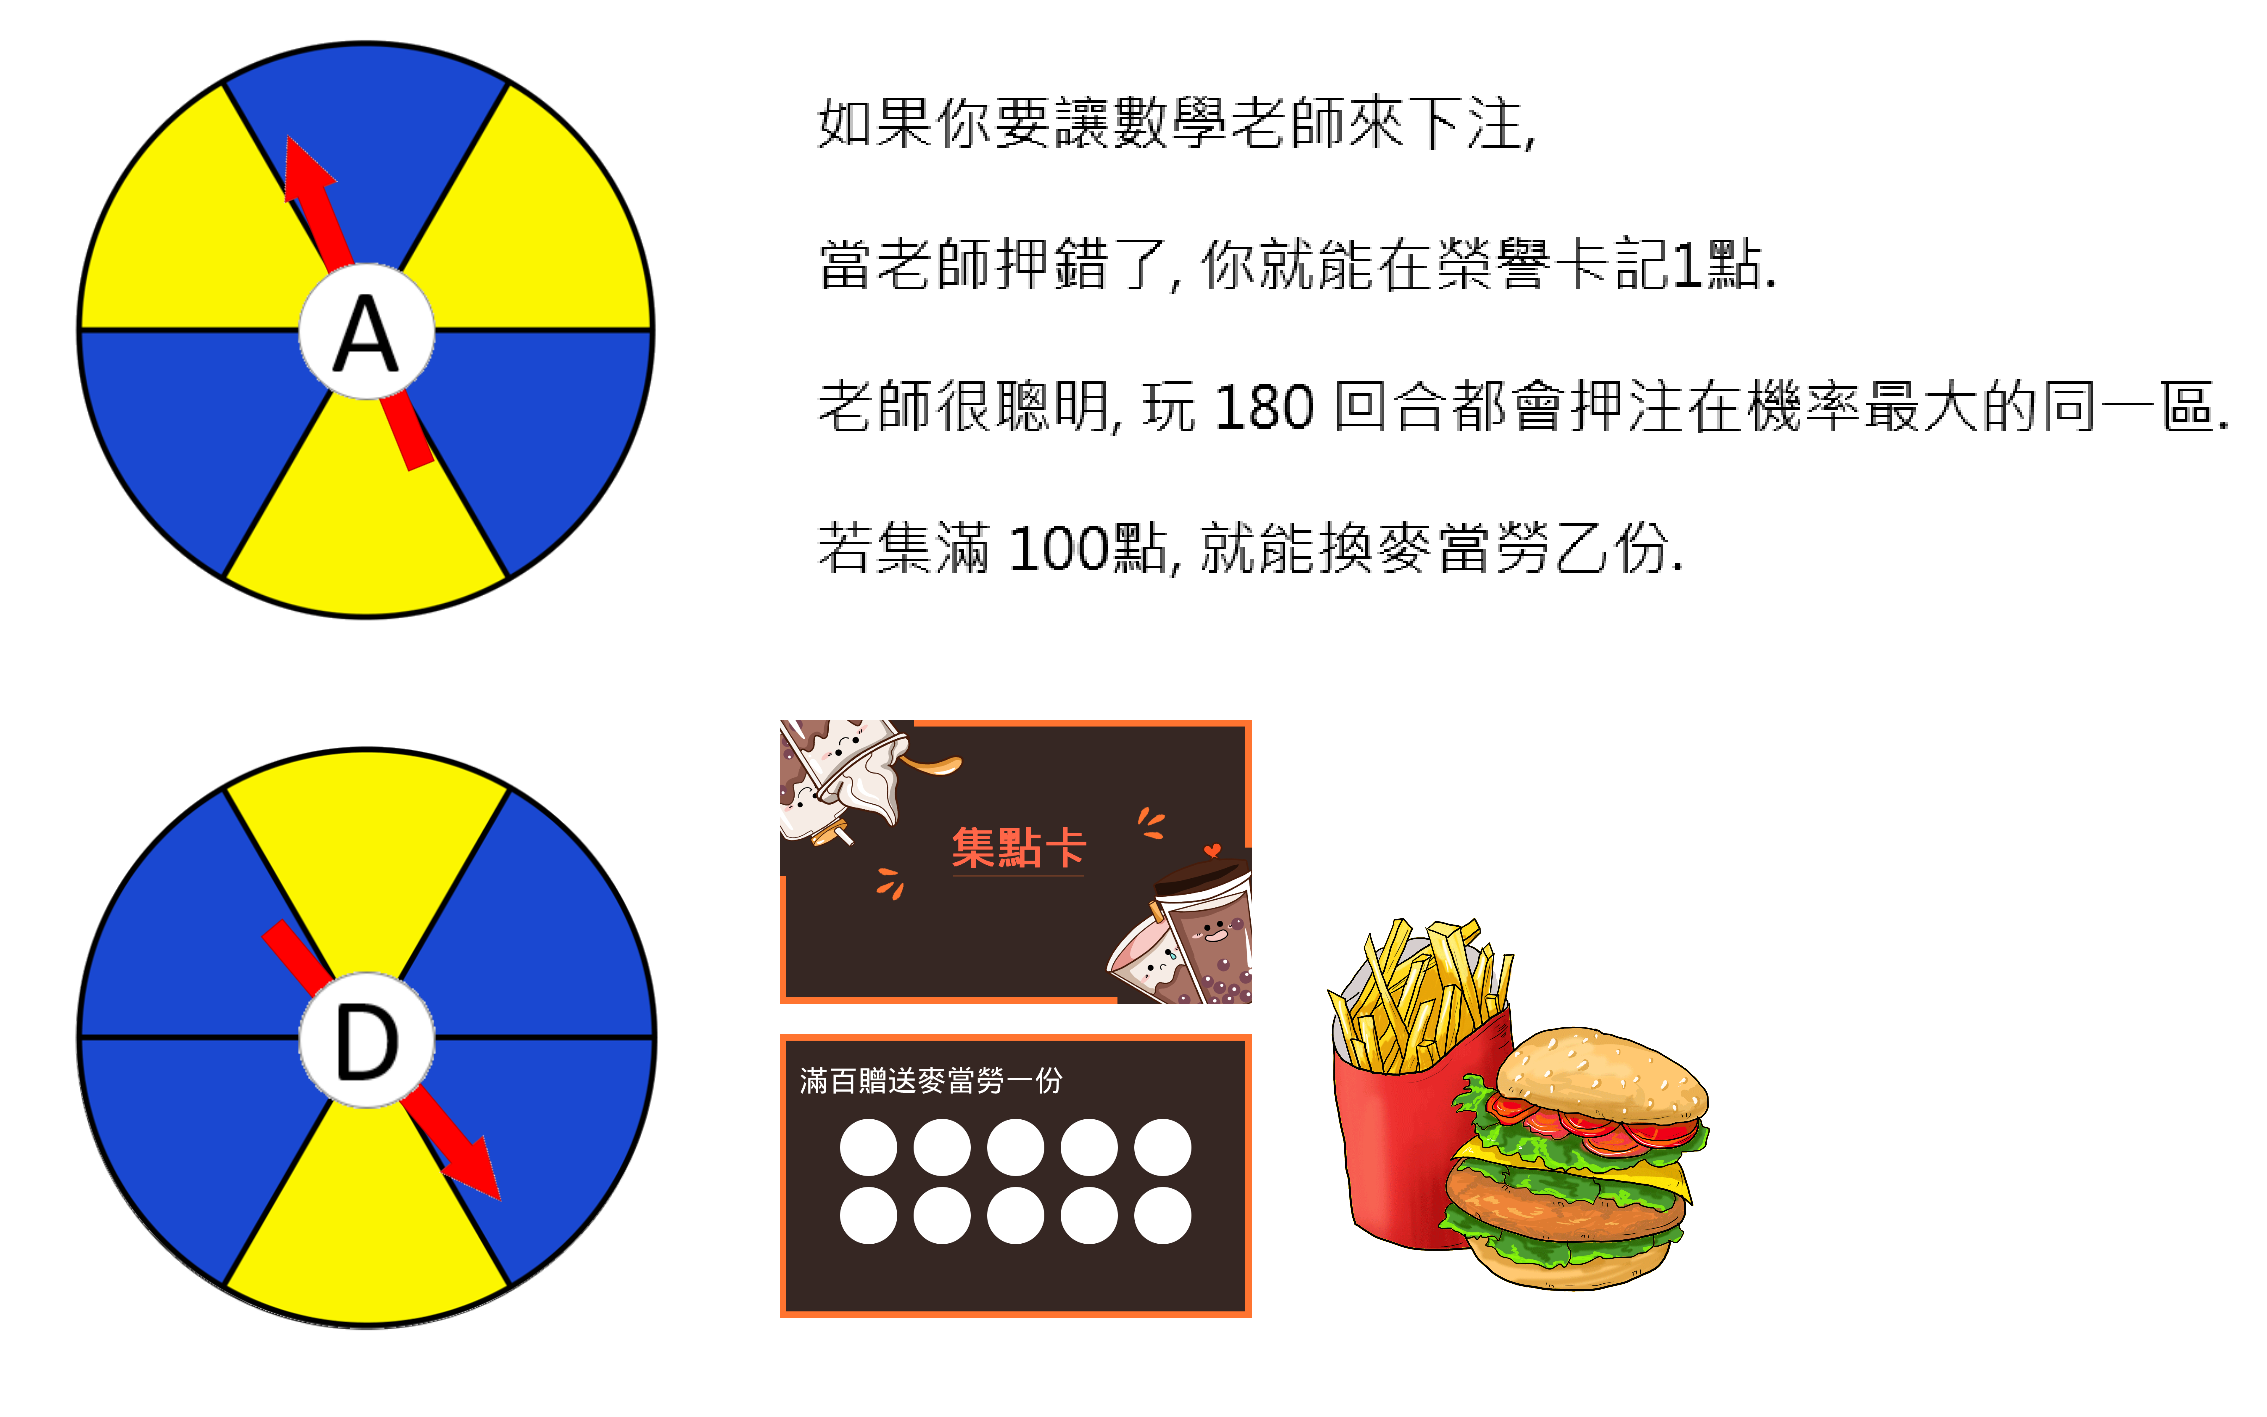 A
如果你要讓數學老師來下注,
當老師押錯了, 你就能在榮譽卡記1點.
老師很聰明, 玩 180 回合都會押注在機率最大的同一區.
若集滿 100點, 就能換麥當勞乙份.
D
集點卡
滿百贈送麥當勞一份